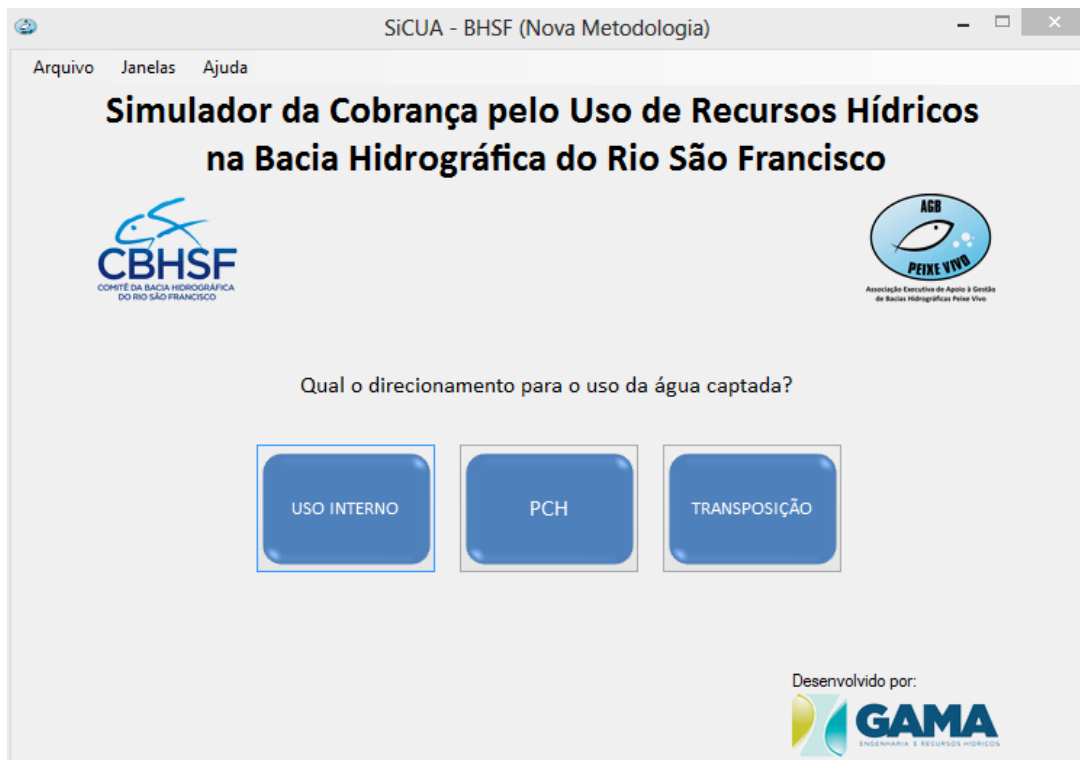 SiCUA - BHSF (Nova Metodologia)
Arquivo Janelas Ajuda
Simulador da Cobrança pelo Uso de Recursos Hídricos
na Bacia Hidrográfica do Rio São Francisco
CBHSF
COMITÊ DA BACIA HIDROGRÁFICA
DO RIO SÃO FRANCISCO
AGB
PEIXE VIVO
Associação Executiva de Apoio à Gestão
de Bacias Hidrográficas Peixe Vivo
Qual o direcionamento para o uso da água captada?
USO INTERNO
PCH
TRANSPOSIÇÃO
Desenvolvido por:
GAMA
ENGENHARIA E RECURSOS HÍDRICOS